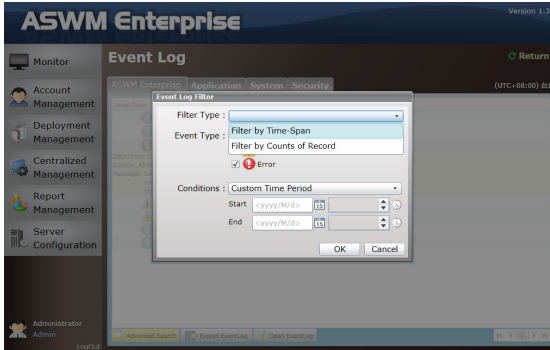 ASWM Enterprise
Version 1.3
Monitor
Account
Management
Deployment
Management
Centralized
Management
Report
Management
Server
Configuration
Administrator
Admin
LogOut
Event Log
Return
ASWM Enterprise Application System Security
(UTC+08:00)
Event Log Filter
Filter Type :
Filter by Time-Span
Filter by Counts of Record
Event Type :
Error
Conditions : Custom Time Period
Start <yyyy/M/d> 15
End <yyyy/M/d> 15
OK Cancel
Advanced Search Export EventLog Clean EventLog